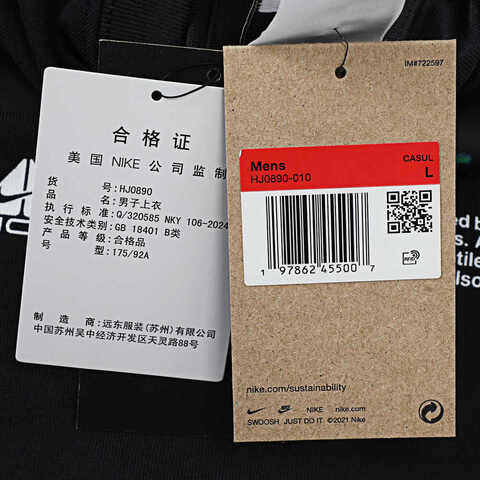 合格证
美国 NIKE 公司监制
货号: HJ0890
品名: 男子上衣
执行标准: Q/320585 NKY 106-2024
安全技术类别: GB 18401 B类
等级: 合格品
型号: 175/92A
制造商: 远东服装(苏州)有限公司
中国苏州吴中经济开发区天灵路88号
IM#722597
Mens
HJ0890-010
CASUL
L
1 97862 45500 7
RFID
nike.com/sustainability
NIKE nike.com
SWOOSH. JUST DO IT. ©2021 Nike
ed b
s. A
tile
lso